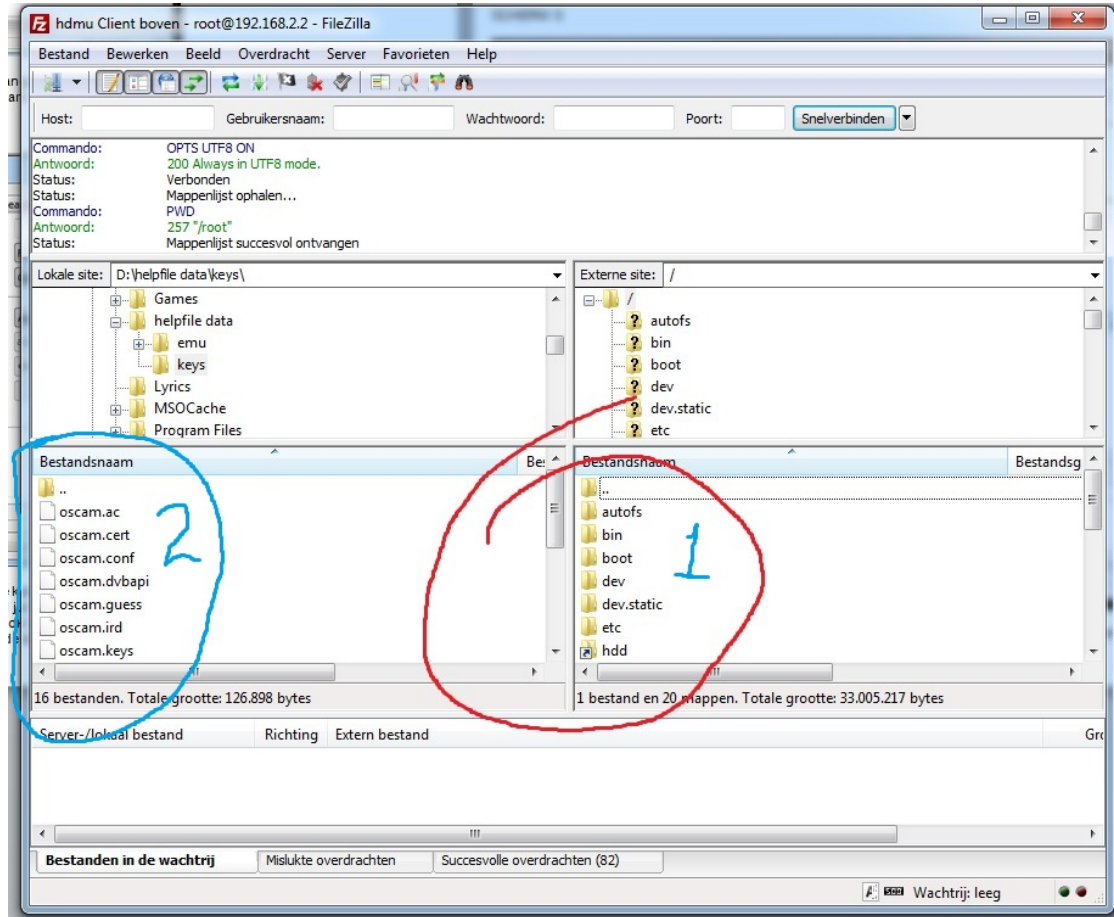 hdmu Client boven - root@192.168.2.2 - FileZilla
Bestand Bewerken Beeld Overdracht Server Favorieten Help
Host: Gebruikersnaam: Wachtwoord: Poort: Snelverbinden
Commando: OPTS UTF8 ON
Antwoord: 200 Always in UTF8 mode.
Status: Verbonden
Status: Mappenlijst ophalen...
Commando: PWD
Antwoord: 257 "/root"
Status: Mappenlijst succesvol ontvangen
Lokale site: D:\helpfile data\keys\
Games
helpfile data
emu
keys
Lyrics
MSOCache
Program Files
Externe site: /
/
autofs
bin
boot
dev
dev.static
etc
Bestandsnaam Be:
..
oscam.ac
oscam.cert
oscam.conf
oscam.dvbapi
oscam.guess
oscam.ird
oscam.keys
2
16 bestanden. Totale grootte: 126.898 bytes
Bestandsnaam Bestandsg
..
autofs
bin
boot
dev
dev.static
etc
hdd
1
1 bestand en 20 mappen. Totale grootte: 33.005.217 bytes
Server-/lokaal bestand Richting Extern bestand Gro
Bestanden in de wachtrij Mislukte overdrachten Succesvolle overdrachten (82)
Wachtrij: leeg